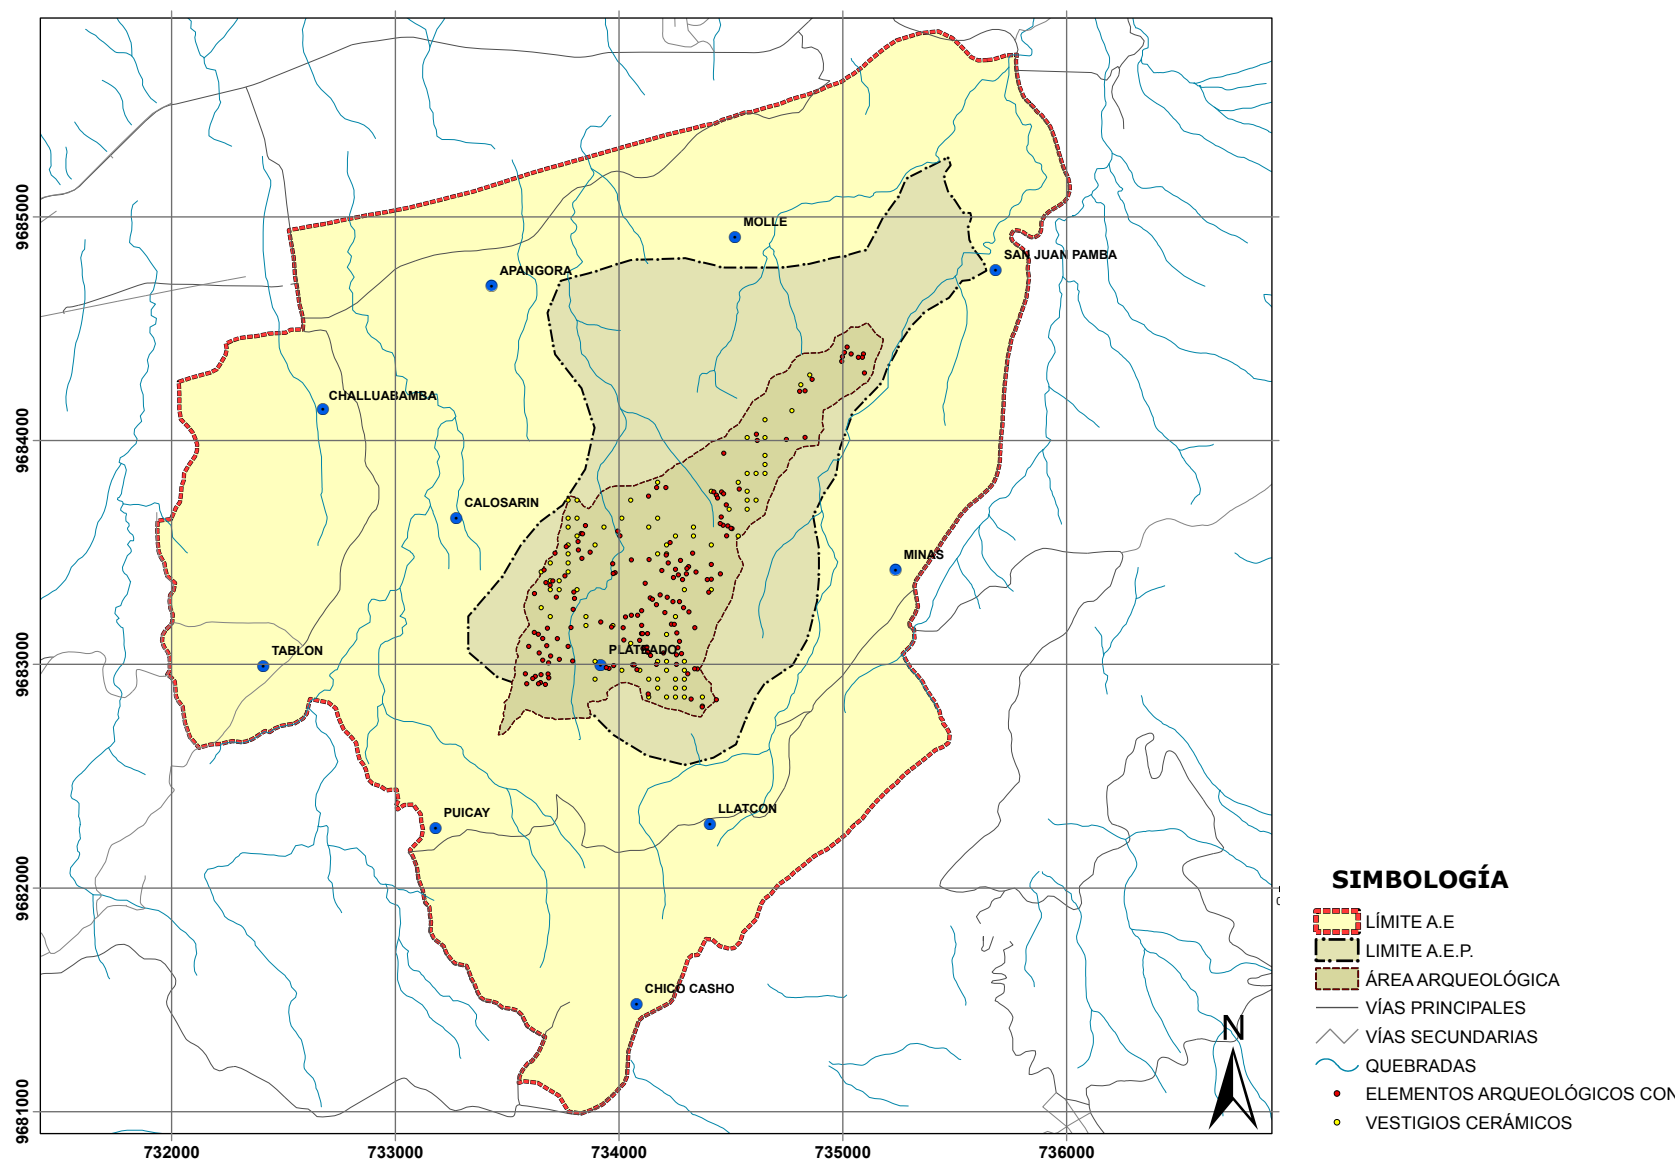 MOLLE
SAN JUAN PAMBA
APANGORA
CHALLUABAMBA
CALOSARIN
MINAS
TABLON
PLATEADO
PUICAY
LLATCON
CHICO CASHO
9685000
9684000
9683000
9682000
9681000
732000
733000
734000
735000
736000
SIMBOLOGÍA
LÍMITE A.E
LIMITE A.E.P.
ÁREA ARQUEOLÓGICA
VÍAS PRINCIPALES
VÍAS SECUNDARIAS
QUEBRADAS
ELEMENTOS ARQUEOLÓGICOS CON
VESTIGIOS CERÁMICOS
N